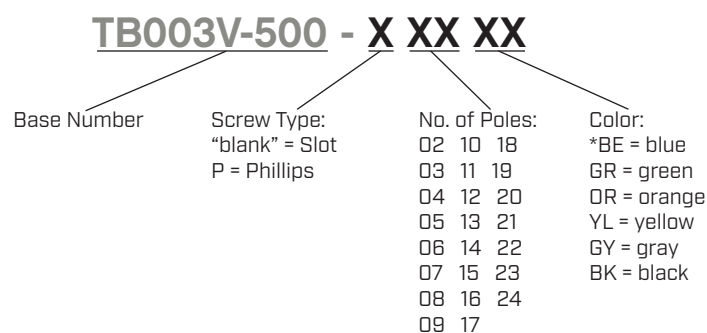 TB003V-500 - X XX XX
Base Number
Screw Type:
“blank” = Slot
P = Phillips
No. of Poles:
02 10 18
03 11 19
04 12 20
05 13 21
06 14 22
07 15 23
08 16 24
09 17
Color:
*BE = blue
GR = green
OR = orange
YL = yellow
GY = gray
BK = black